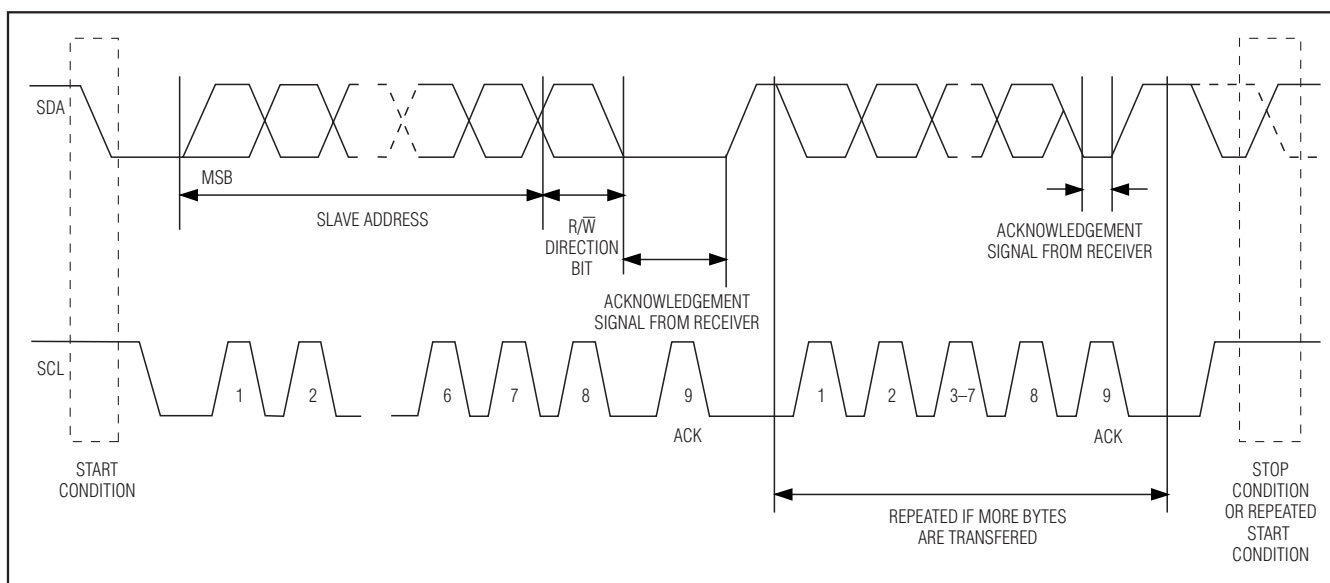 SDA
MSB
SLAVE ADDRESS
R/W̅
DIRECTION
BIT
ACKNOWLEDGEMENT
SIGNAL FROM RECEIVER
ACKNOWLEDGEMENT
SIGNAL FROM RECEIVER
SCL
1
2
6
7
8
9
1
2
3–7
8
9
ACK
ACK
START
CONDITION
REPEATED IF MORE BYTES
ARE TRANSFERED
STOP
CONDITION
OR REPEATED
START
CONDITION